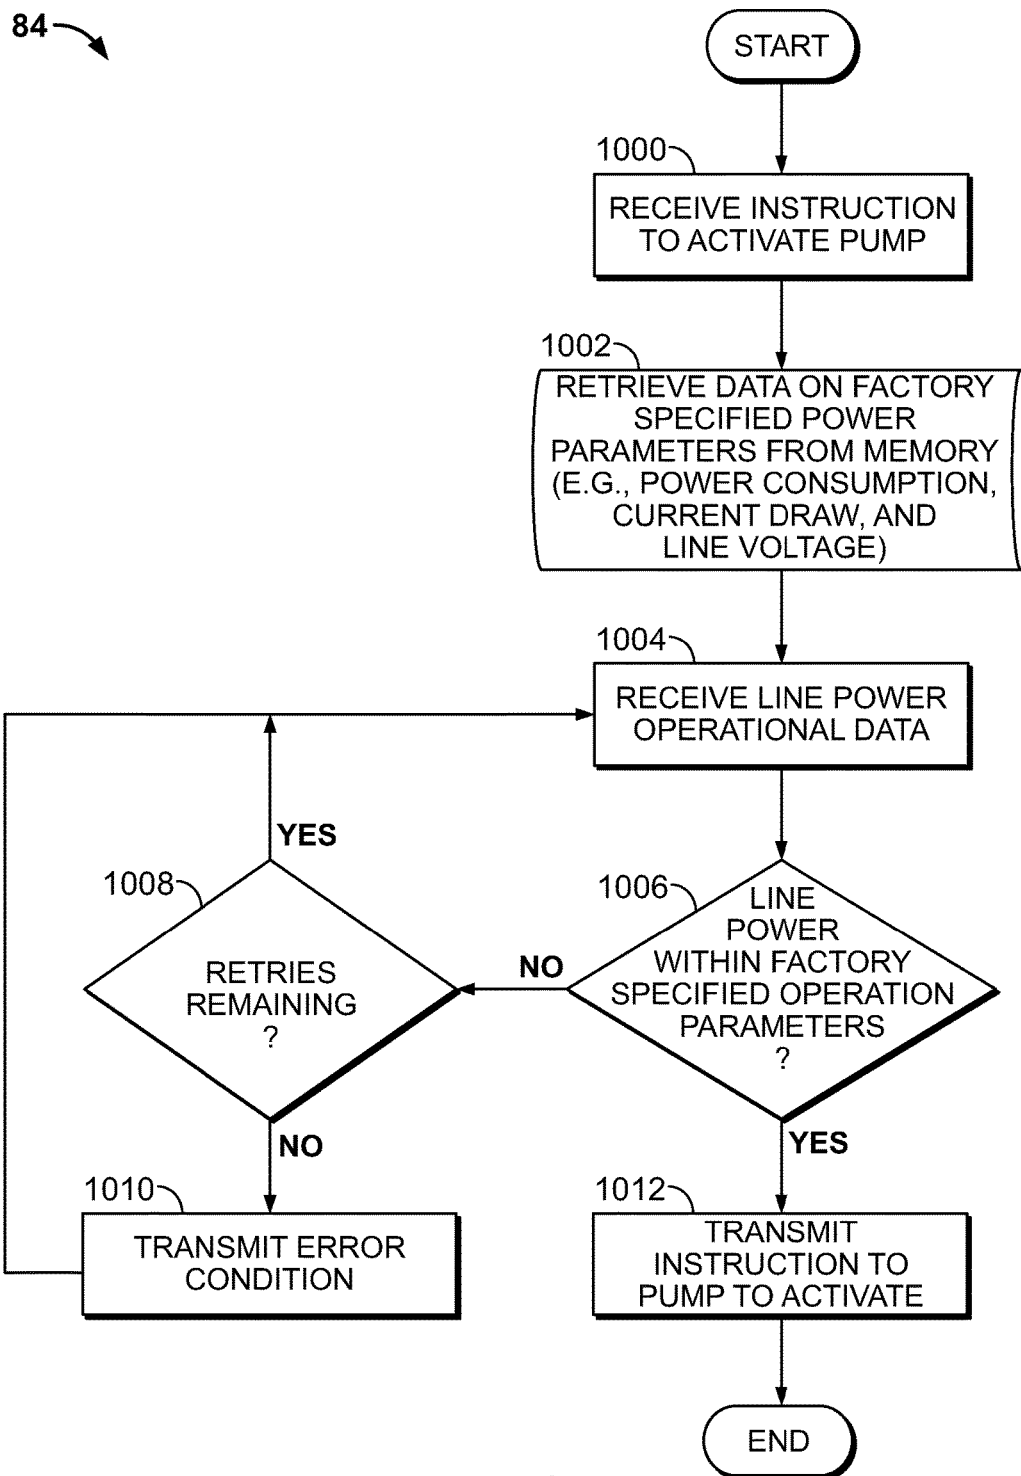 84
START
1000
RECEIVE INSTRUCTION
TO ACTIVATE PUMP
1002
RETRIEVE DATA ON FACTORY
SPECIFIED POWER
PARAMETERS FROM MEMORY
(E.G., POWER CONSUMPTION,
CURRENT DRAW, AND
LINE VOLTAGE)
1004
RECEIVE LINE POWER
OPERATIONAL DATA
1006
LINE
POWER
WITHIN FACTORY
SPECIFIED OPERATION
PARAMETERS
?
NO
YES
1008
RETRIES
REMAINING
?
YES
NO
1010
TRANSMIT ERROR
CONDITION
1012
TRANSMIT
INSTRUCTION TO
PUMP TO ACTIVATE
END